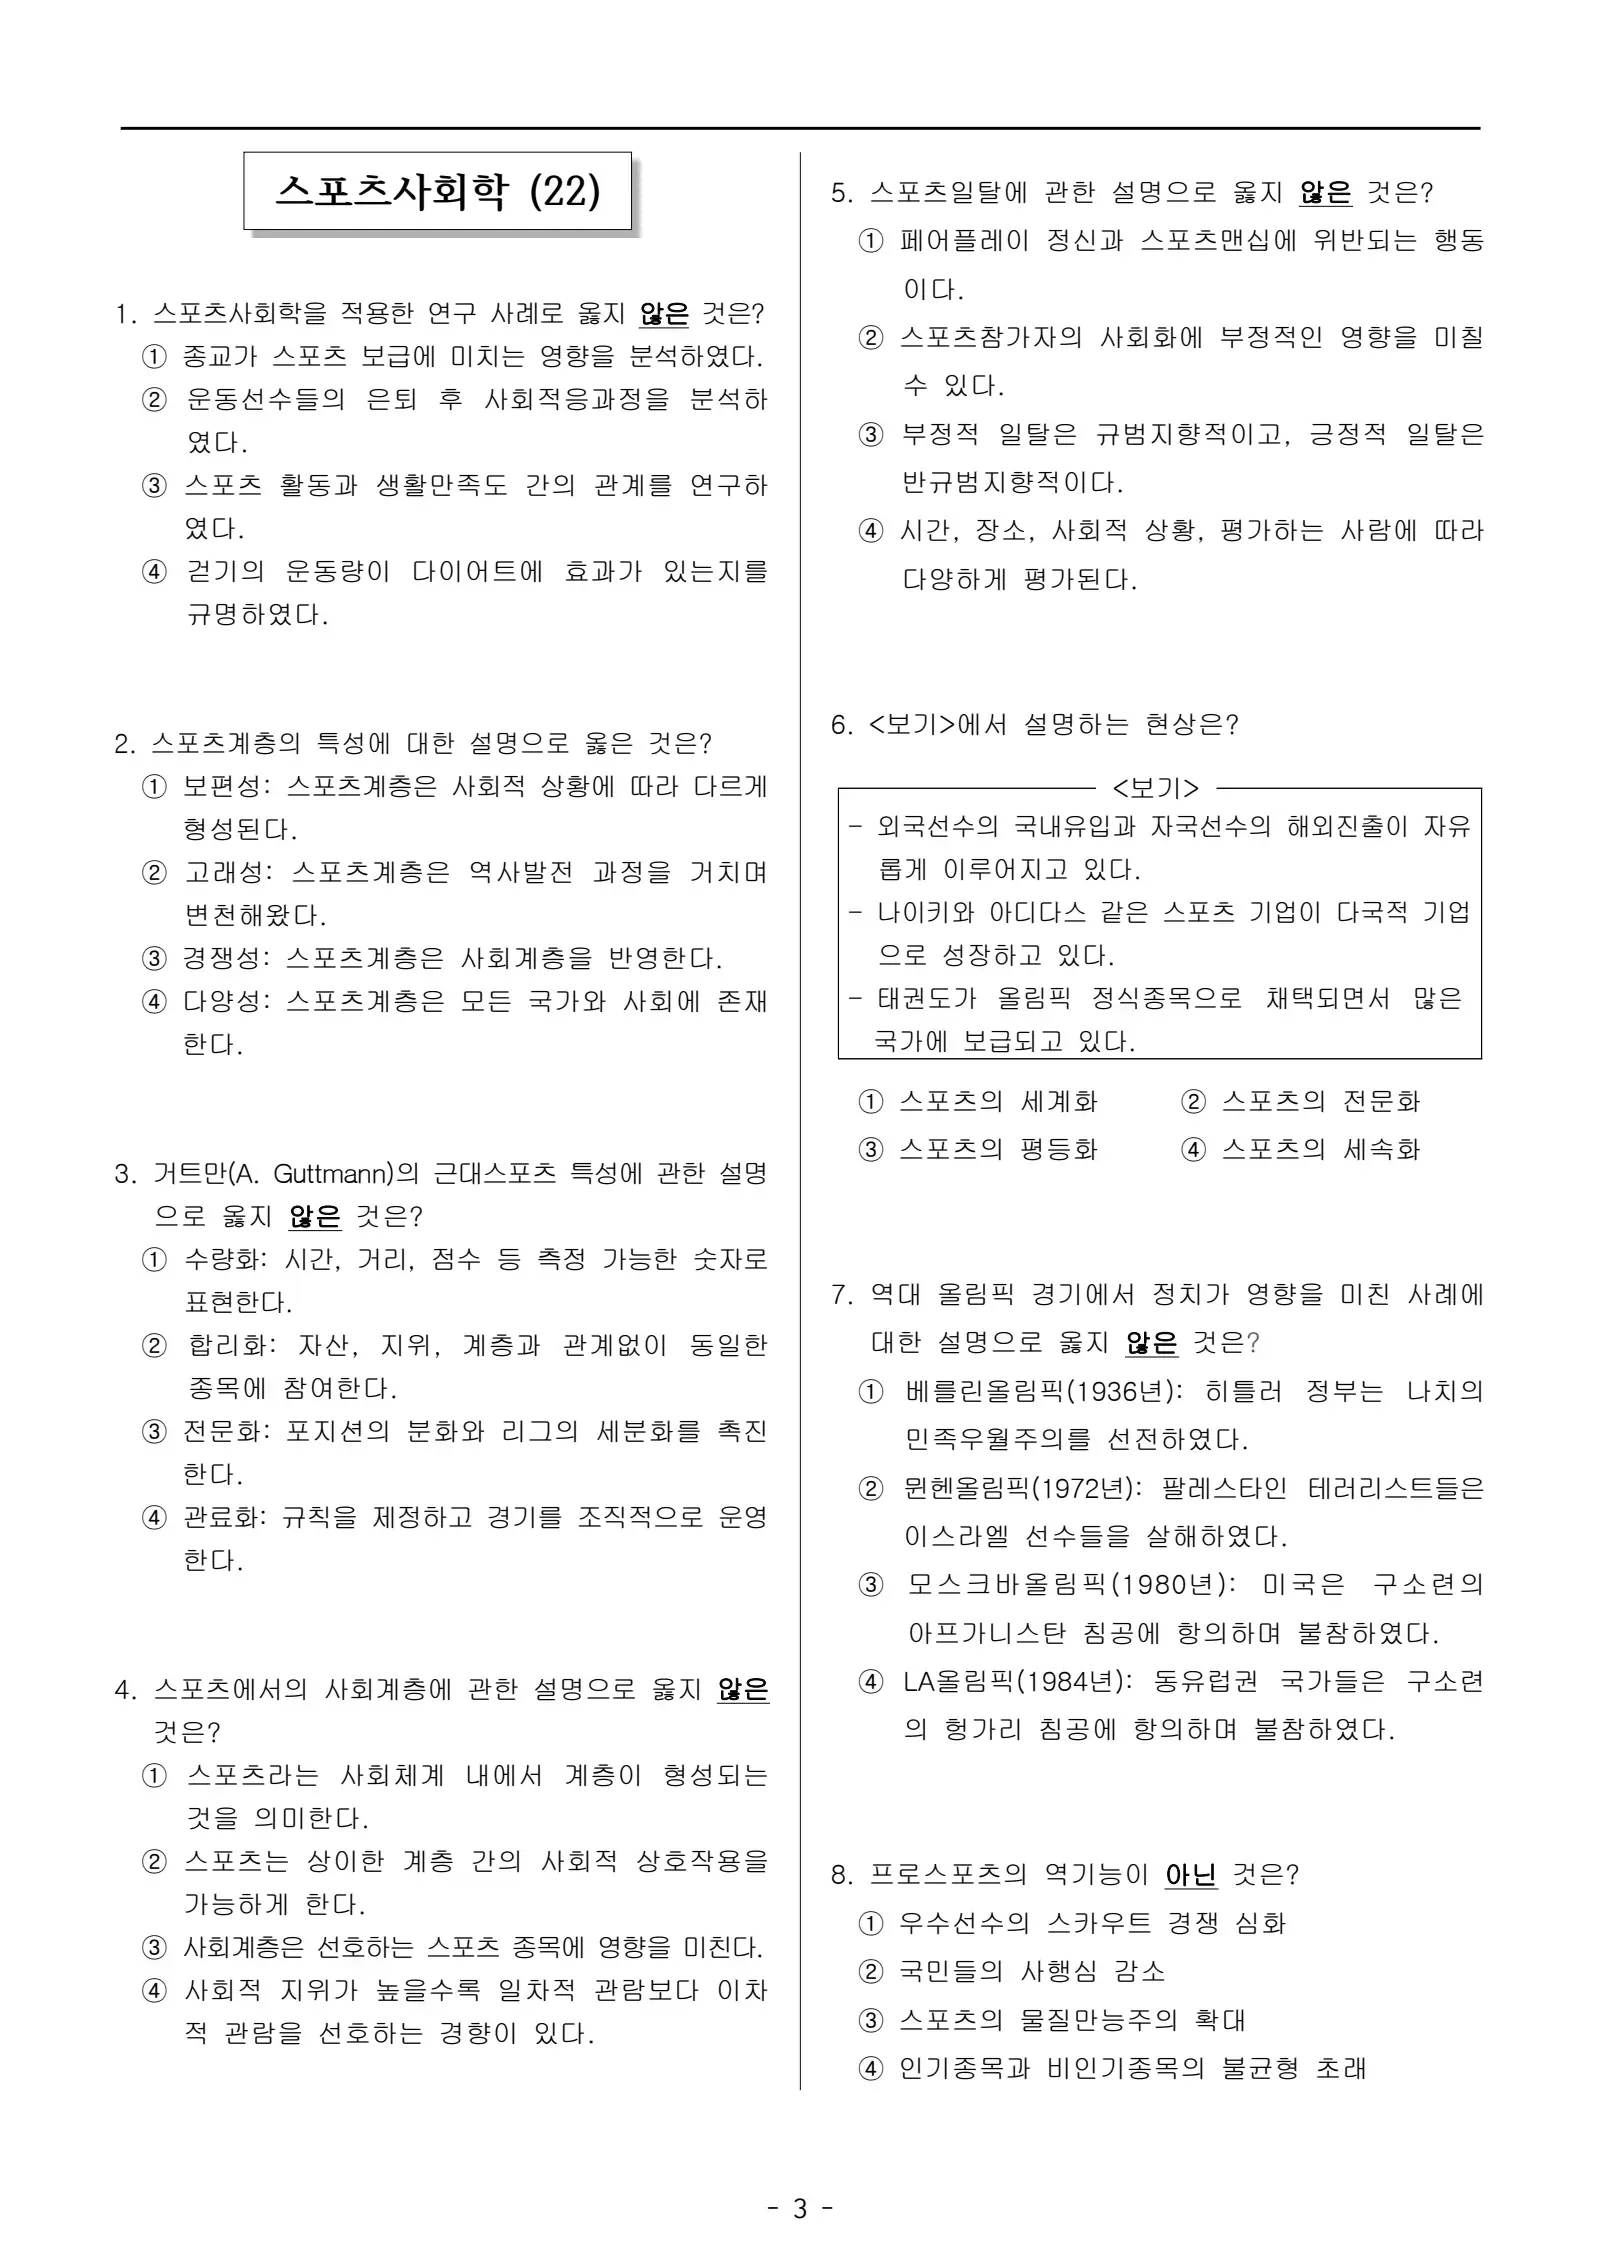 스포츠사회학 (22)
1. 스포츠사회학을 적용한 연구 사례로 옳지 않은 것은?
① 종교가 스포츠 보급에 미치는 영향을 분석하였다.
② 운동선수들의 은퇴 후 사회적응과정을 분석하
였다.
③ 스포츠 활동과 생활만족도 간의 관계를 연구하
였다.
④ 걷기의 운동량이 다이어트에 효과가 있는지를
규명하였다.
2. 스포츠계층의 특성에 대한 설명으로 옳은 것은?
① 보편성: 스포츠계층은 사회적 상황에 따라 다르게
형성된다.
② 고래성: 스포츠계층은 역사발전 과정을 거치며
변천해왔다.
③ 경쟁성: 스포츠계층은 사회계층을 반영한다.
④ 다양성: 스포츠계층은 모든 국가와 사회에 존재
한다.
3. 거트만(A. Guttmann)의 근대스포츠 특성에 관한 설명
으로 옳지 않은 것은?
① 수량화: 시간, 거리, 점수 등 측정 가능한 숫자로
표현한다.
② 합리화: 자산, 지위, 계층과 관계없이 동일한
종목에 참여한다.
③ 전문화: 포지션의 분화와 리그의 세분화를 촉진
한다.
④ 관료화: 규칙을 제정하고 경기를 조직적으로 운영
한다.
4. 스포츠에서의 사회계층에 관한 설명으로 옳지 않은
것은?
① 스포츠라는 사회체계 내에서 계층이 형성되는
것을 의미한다.
② 스포츠는 상이한 계층 간의 사회적 상호작용을
가능하게 한다.
③ 사회계층은 선호하는 스포츠 종목에 영향을 미친다.
④ 사회적 지위가 높을수록 일차적 관람보다 이차
적 관람을 선호하는 경향이 있다.
5. 스포츠일탈에 관한 설명으로 옳지 않은 것은?
① 페어플레이 정신과 스포츠맨십에 위반되는 행동
이다.
② 스포츠참가자의 사회화에 부정적인 영향을 미칠
수 있다.
③ 부정적 일탈은 규범지향적이고, 긍정적 일탈은
반규범지향적이다.
④ 시간, 장소, 사회적 상황, 평가하는 사람에 따라
다양하게 평가된다.
6. <보기>에서 설명하는 현상은?
<보기>
- 외국선수의 국내유입과 자국선수의 해외진출이 자유
롭게 이루어지고 있다.
- 나이키와 아디다스 같은 스포츠 기업이 다국적 기업
으로 성장하고 있다.
- 태권도가 올림픽 정식종목으로 채택되면서 많은
국가에 보급되고 있다.
① 스포츠의 세계화 ② 스포츠의 전문화
③ 스포츠의 평등화 ④ 스포츠의 세속화
7. 역대 올림픽 경기에서 정치가 영향을 미친 사례에
대한 설명으로 옳지 않은 것은?
① 베를린올림픽(1936년): 히틀러 정부는 나치의
민족우월주의를 선전하였다.
② 뮌헨올림픽(1972년): 팔레스타인 테러리스트들은
이스라엘 선수들을 살해하였다.
③ 모스크바올림픽(1980년): 미국은 구소련의
아프가니스탄 침공에 항의하며 불참하였다.
④ LA올림픽(1984년): 동유럽권 국가들은 구소련
의 헝가리 침공에 항의하며 불참하였다.
8. 프로스포츠의 역기능이 아닌 것은?
① 우수선수의 스카우트 경쟁 심화
② 국민들의 사행심 감소
③ 스포츠의 물질만능주의 확대
④ 인기종목과 비인기종목의 불균형 초래
- 3 -